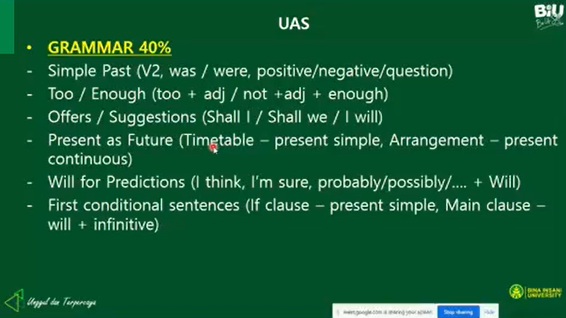 UAS
BiU
• GRAMMAR 40%
- Simple Past (V2, was / were, positive/negative/question)
- Too / Enough (too + adj / not +adj + enough)
- Offers / Suggestions (Shall I / Shall we / I will)
- Present as Future (Timetable – present simple, Arrangement – present
continuous)
- Will for Predictions (I think, I'm sure, probably/possibly/…. + Will)
- First conditional sentences (If clause – present simple, Main clause –
will + infinitive)
Unggul dan Terpercaya
BINA INSANI
UNIVERSITY
meet.google.com is sharing your screen.
Stop sharing
Hide